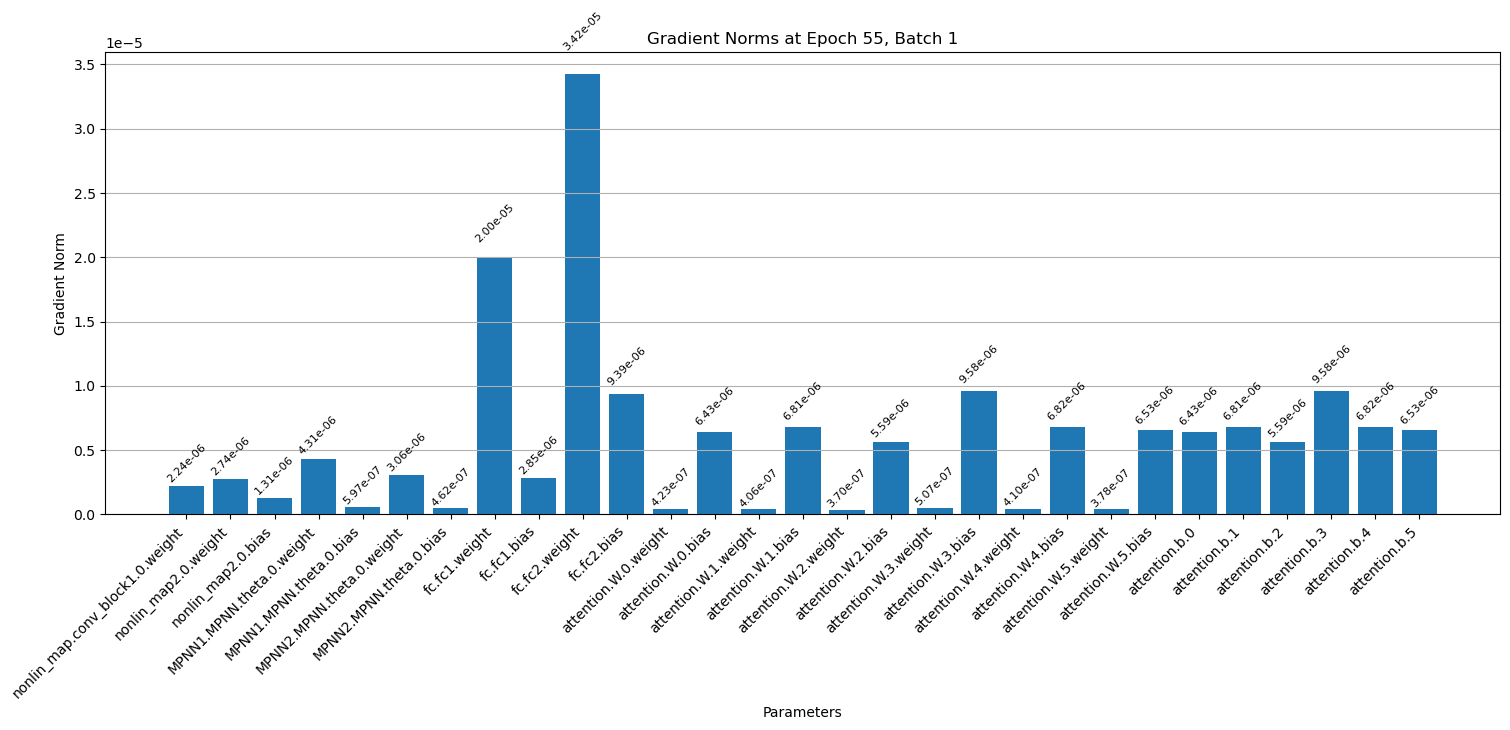 Gradient Norms at Epoch 55, Batch 1
1e−5
3.5
3.0
2.5
2.0
1.5
1.0
0.5
0.0
Gradient Norm
2.24e-06
2.74e-06
1.31e-06
4.31e-06
5.97e-07
3.06e-06
4.62e-07
2.00e-05
2.85e-06
3.42e-05
9.39e-06
4.23e-07
6.43e-06
4.06e-07
6.81e-06
3.70e-07
5.59e-06
5.07e-07
9.58e-06
4.10e-07
6.82e-06
3.78e-07
6.53e-06
6.43e-06
6.81e-06
5.59e-06
9.58e-06
6.82e-06
6.53e-06
nonlin_map.conv_block1.0.weight
nonlin_map2.0.weight
nonlin_map2.0.bias
MPNN1.MPNN.theta.0.weight
MPNN1.MPNN.theta.0.bias
MPNN2.MPNN.theta.0.weight
MPNN2.MPNN.theta.0.bias
fc.fc1.weight
fc.fc1.bias
fc.fc2.weight
fc.fc2.bias
attention.W.0.weight
attention.W.0.bias
attention.W.1.weight
attention.W.1.bias
attention.W.2.weight
attention.W.2.bias
attention.W.3.weight
attention.W.3.bias
attention.W.4.weight
attention.W.4.bias
attention.W.5.weight
attention.W.5.bias
attention.b.0
attention.b.1
attention.b.2
attention.b.3
attention.b.4
attention.b.5
Parameters